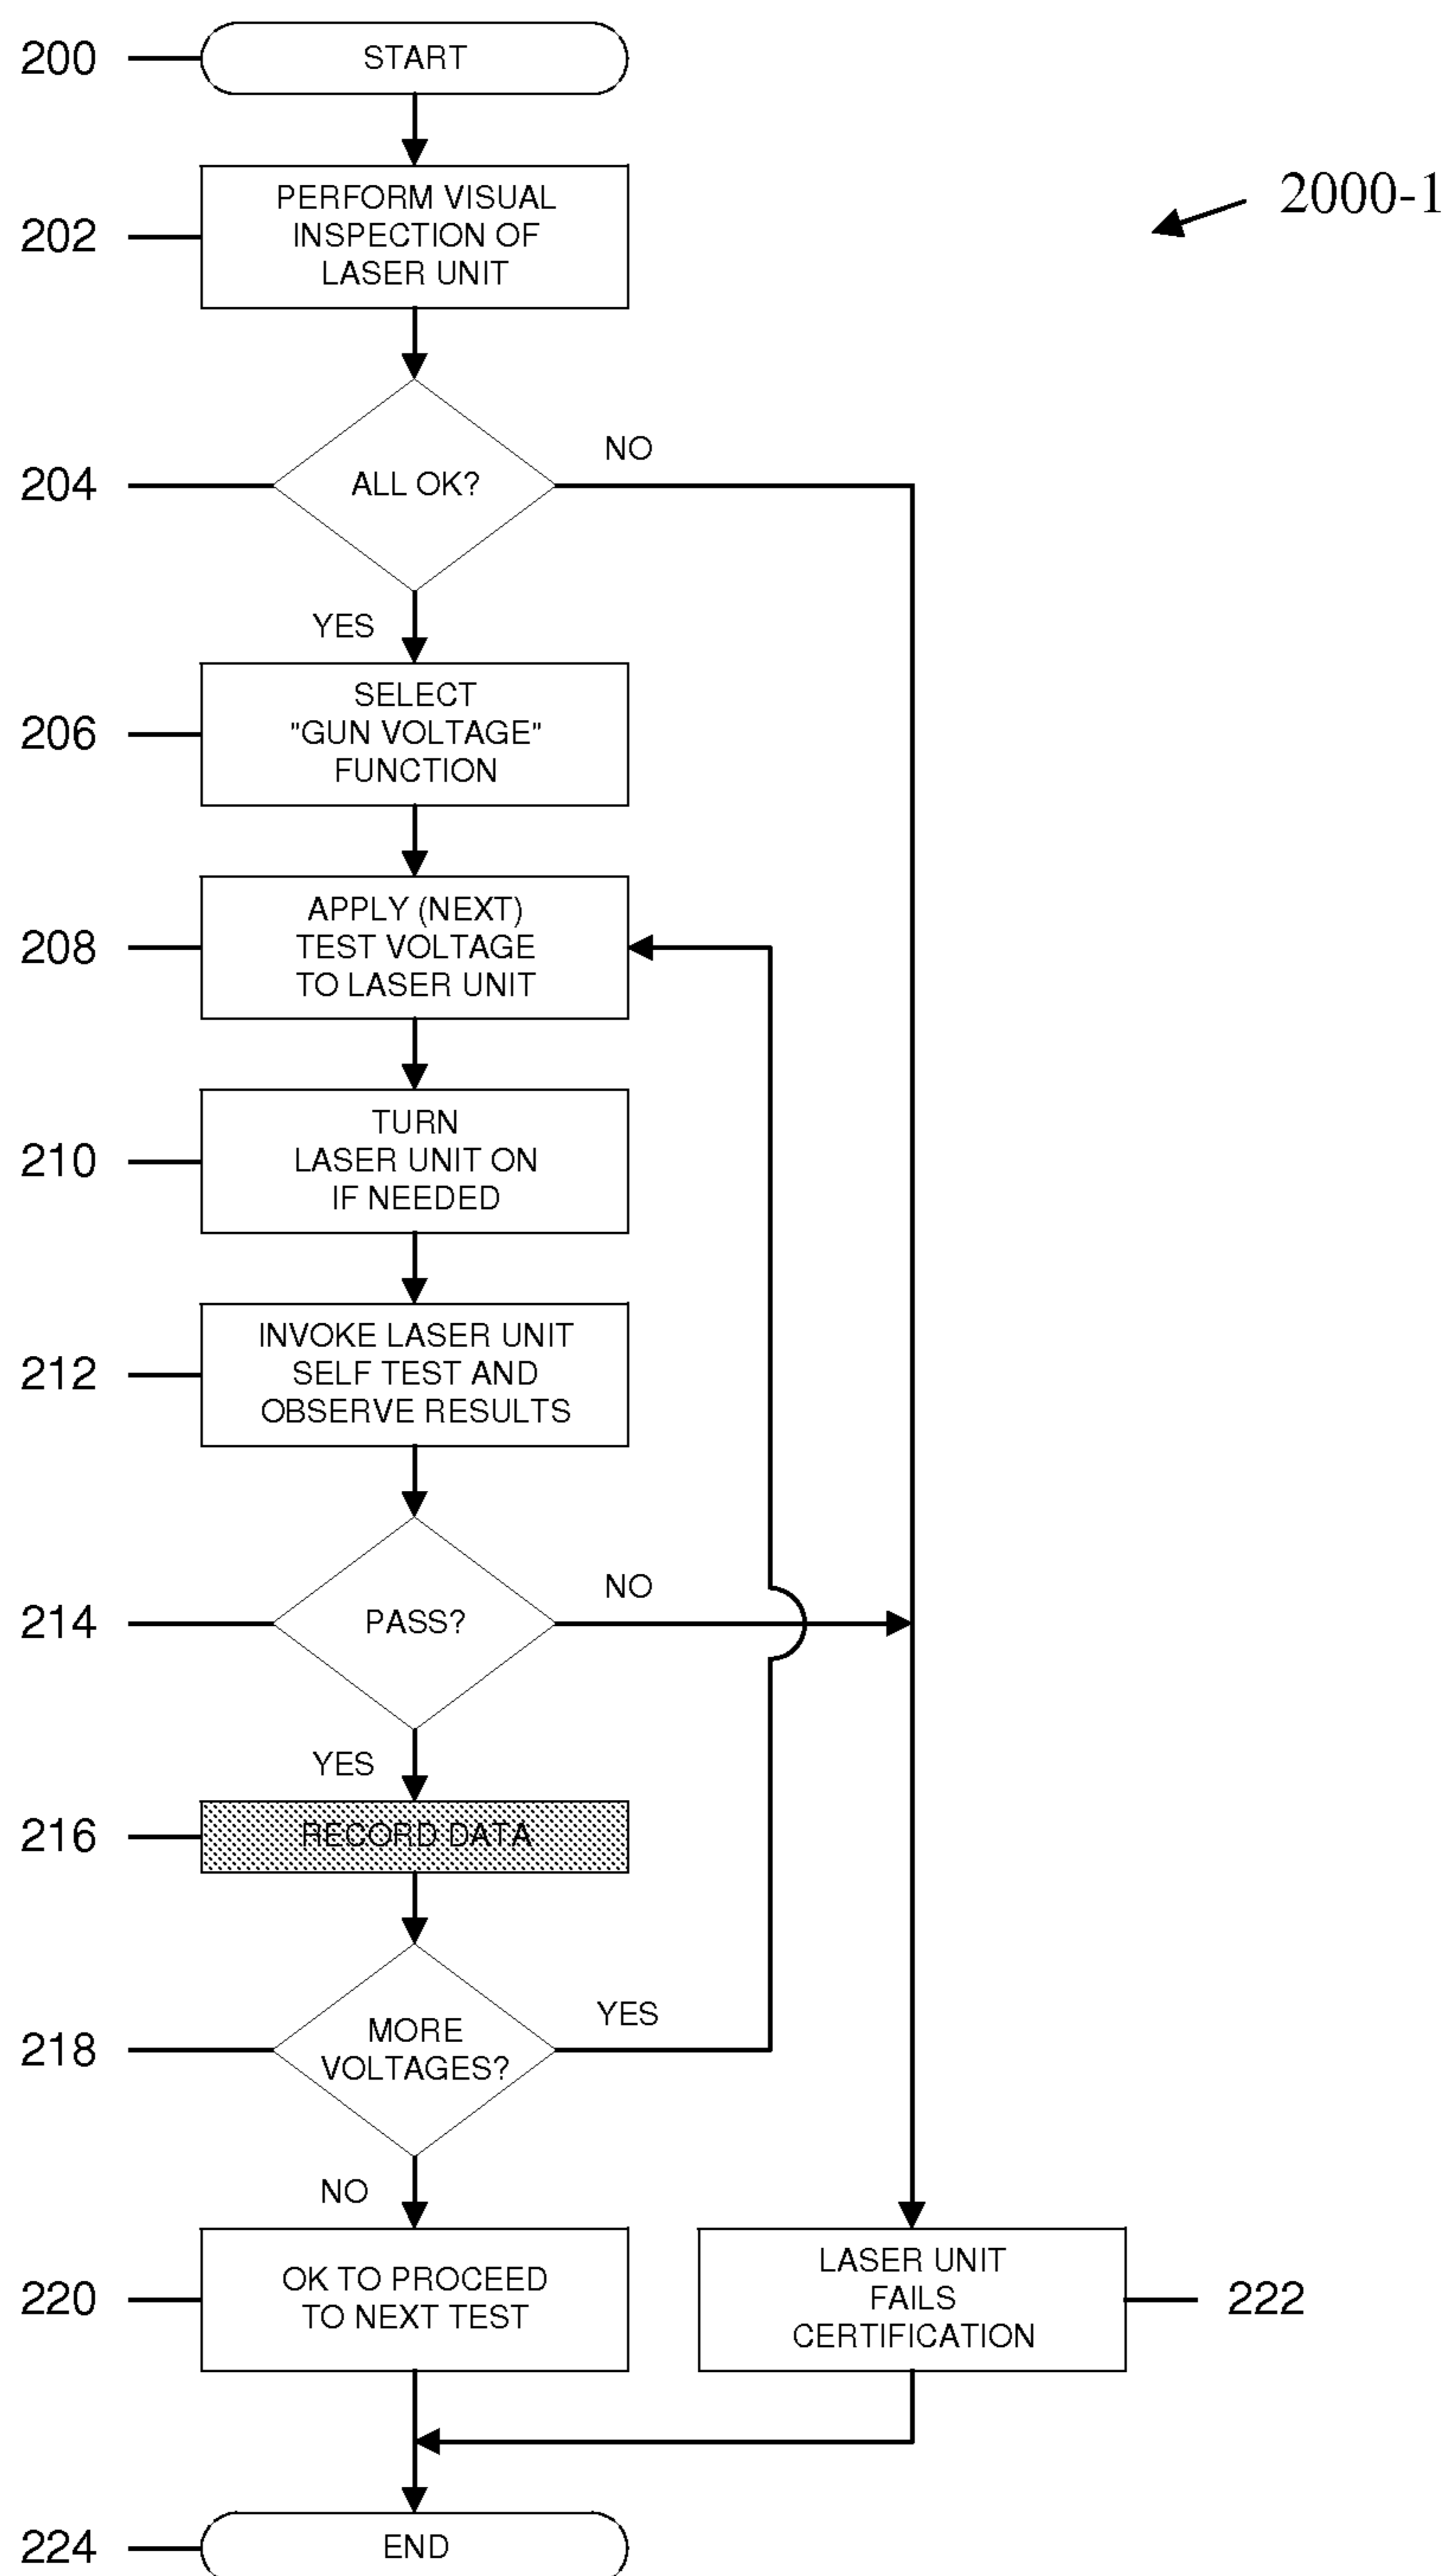 200
START
2000-1
202
PERFORM VISUAL
INSPECTION OF
LASER UNIT
204
ALL OK?
NO
YES
206
SELECT
"GUN VOLTAGE"
FUNCTION
208
APPLY (NEXT)
TEST VOLTAGE
TO LASER UNIT
210
TURN
LASER UNIT ON
IF NEEDED
212
INVOKE LASER UNIT
SELF TEST AND
OBSERVE RESULTS
214
PASS?
NO
YES
216
RECORD DATA
218
MORE
VOLTAGES?
YES
NO
220
OK TO PROCEED
TO NEXT TEST
LASER UNIT
FAILS
CERTIFICATION
222
224
END